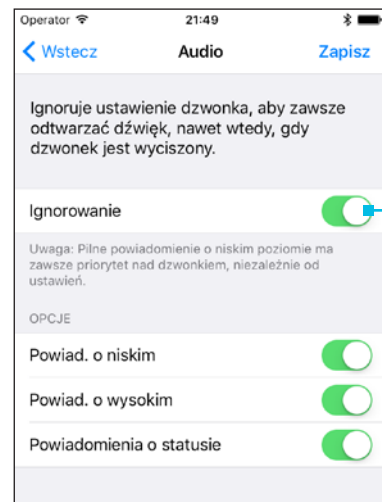 Operator 21:49
Wstecz Audio Zapisz
Ignoruje ustawienie dzwonka, aby zawsze
odtwarzać dźwięk, nawet wtedy, gdy
dzwonek jest wyciszony.
Ignorowanie
Uwaga: Pilne powiadomienie o niskim poziomie ma
zawsze priorytet nad dzwonkiem, niezależnie od
ustawień.
OPCJE
Powiad. o niskim
Powiad. o wysokim
Powiadomienia o statusie